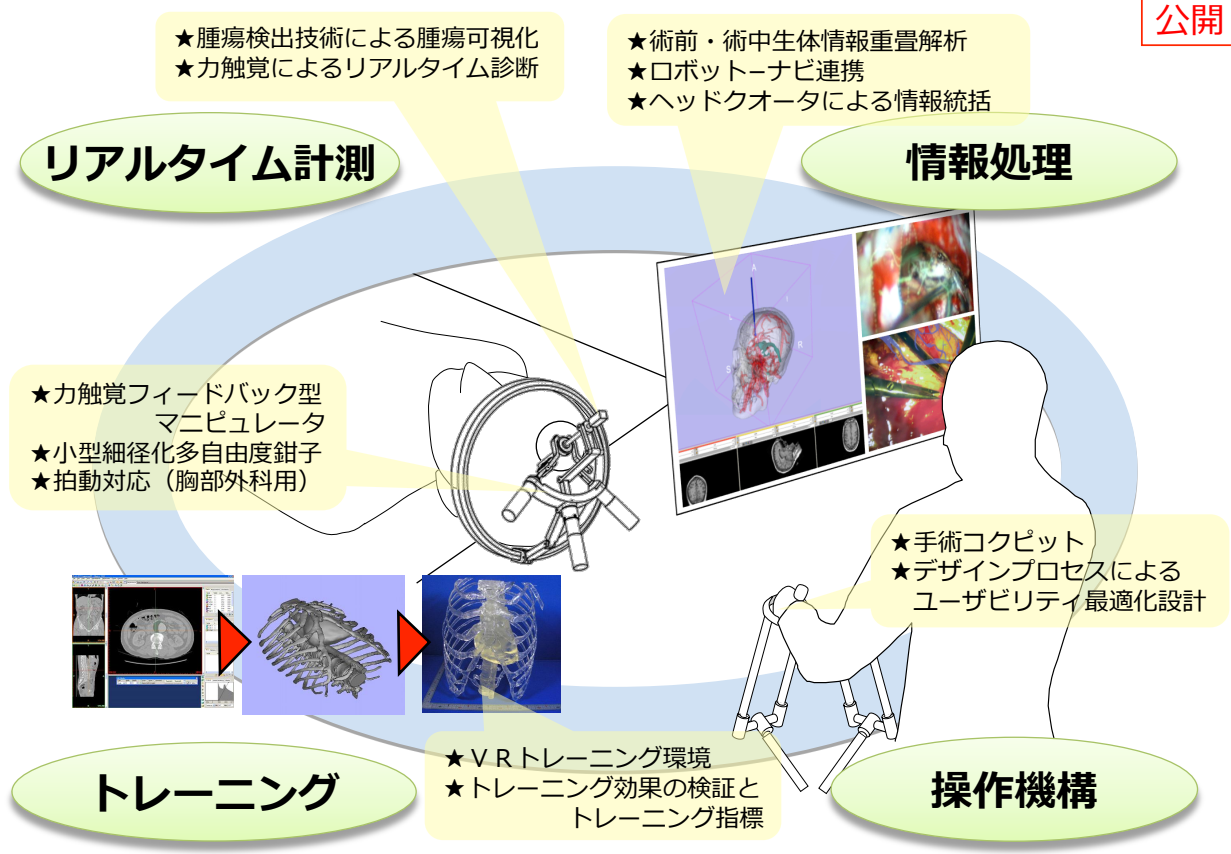 公開
★腫瘍検出技術による腫瘍可視化
★力触覚によるリアルタイム診断
★術前・術中生体情報重畳解析
★ロボットーナビ連携
★ヘッドクオータによる情報統括
リアルタイム計測
情報処理
A
I
L
R
S
★力触覚フィードバック型
マニピュレータ
★小型細径化多自由度鉗子
★拍動対応（胸部外科用）
★手術コクピット
★デザインプロセスによる
ユーザビリティ最適化設計
★ＶＲトレーニング環境
★トレーニング効果の検証と
トレーニング指標
トレーニング
操作機構